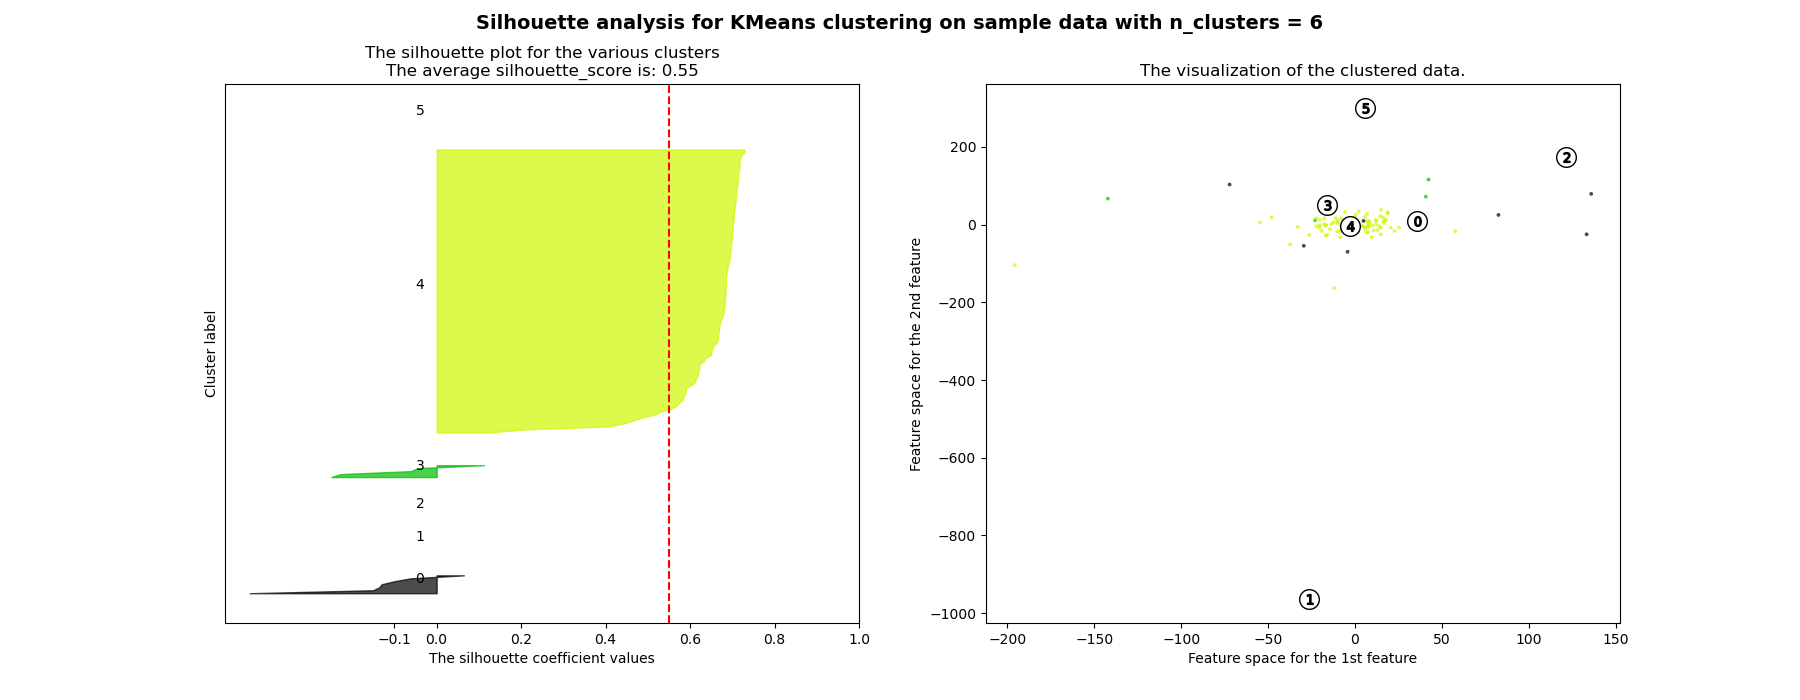 Silhouette analysis for KMeans clustering on sample data with n_clusters = 6
The silhouette plot for the various clusters
The average silhouette_score is: 0.55
5
4
3
2
1
0
Cluster label
−0.1 0.0 0.2 0.4 0.6 0.8 1.0
The silhouette coefficient values
The visualization of the clustered data.
200
0
−200
−400
−600
−800
−1000
Feature space for the 2nd feature
5
2
3
0
4
1
−200 −150 −100 −50 0 50 100 150
Feature space for the 1st feature